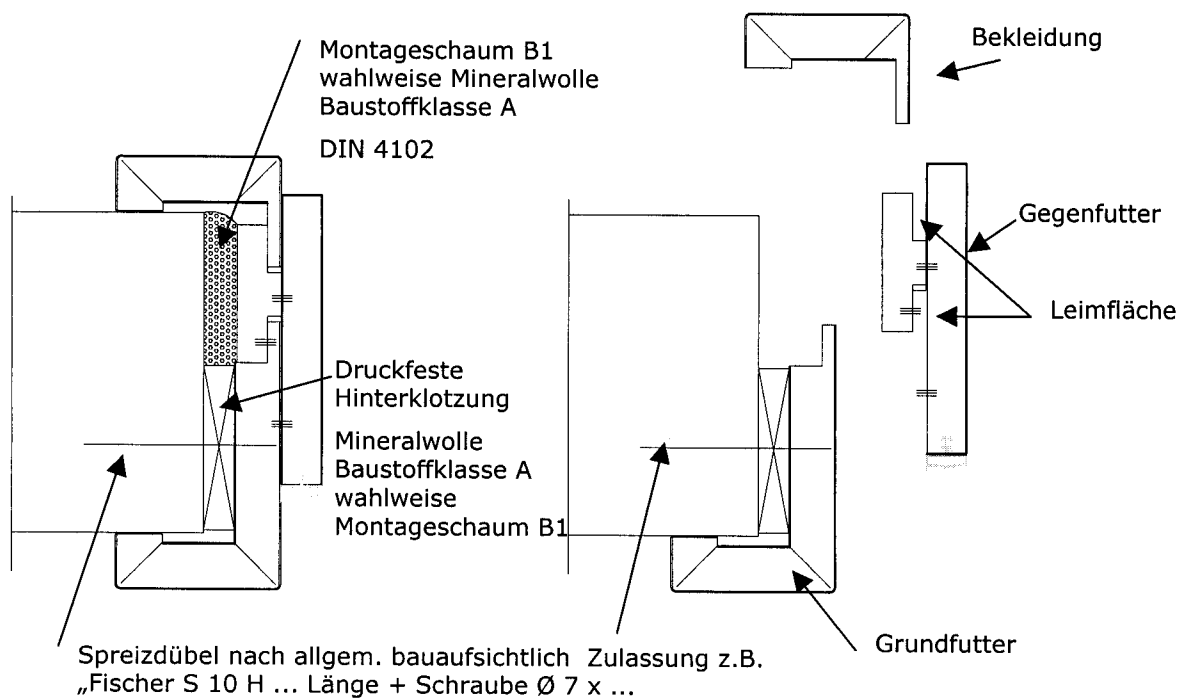 Montageschaum B1
wahlweise Mineralwolle
Baustoffklasse A
DIN 4102
Bekleidung
Gegenfutter
Leimfläche
Druckfeste
Hinterklotzung
Mineralwolle
Baustoffklasse A
wahlweise
Montageschaum B1
Grundfutter
Spreizdübel nach allgem. bauaufsichtlich Zulassung z.B.
„Fischer S 10 H ... Länge + Schraube Ø 7 x ...